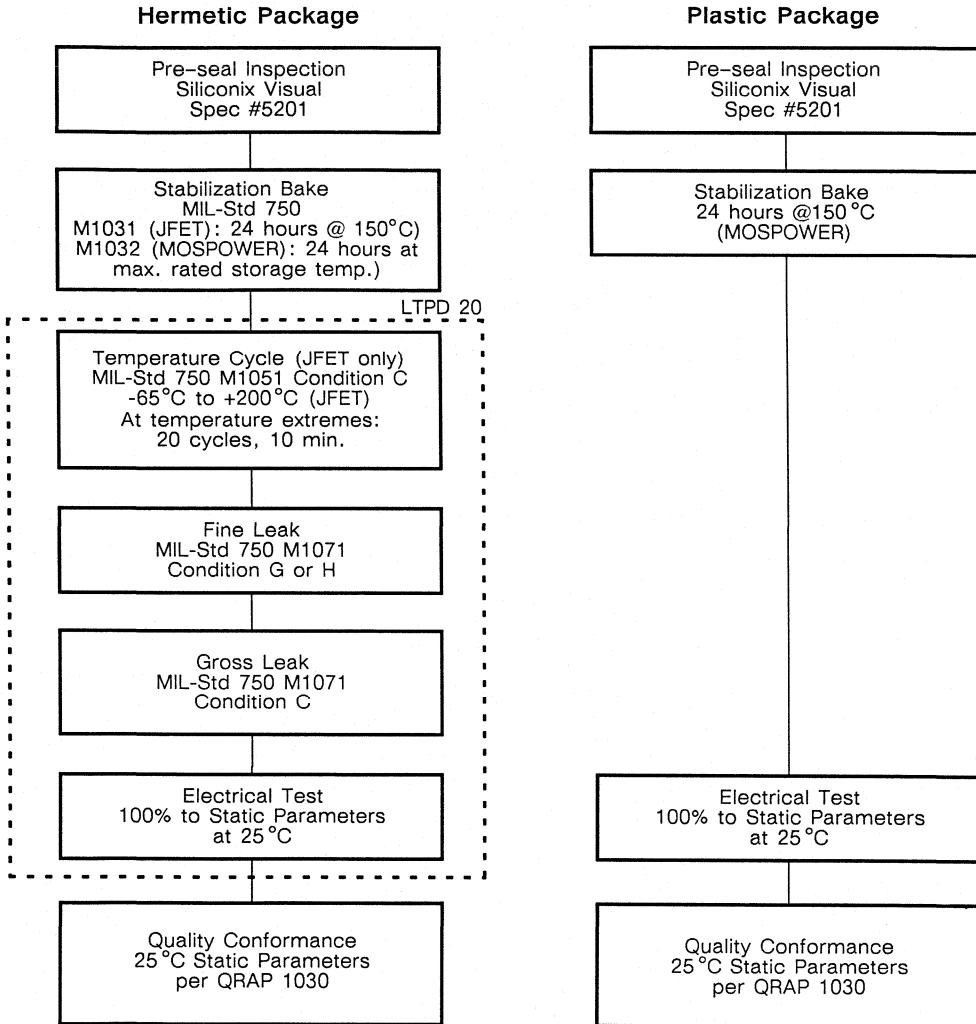 Hermetic Package
Pre-seal Inspection
Siliconix Visual
Spec #5201
Stabilization Bake
MIL-Std 750
M1031 (JFET): 24 hours @ 150°C)
M1032 (MOSPOWER): 24 hours at
max. rated storage temp.)
LTPD 20
Temperature Cycle (JFET only)
MIL-Std 750 M1051 Condition C
-65°C to +200°C (JFET)
At temperature extremes:
20 cycles, 10 min.
Fine Leak
MIL-Std 750 M1071
Condition G or H
Gross Leak
MIL-Std 750 M1071
Condition C
Electrical Test
100% to Static Parameters
at 25°C
Quality Conformance
25°C Static Parameters
per QRAP 1030
Plastic Package
Pre-seal Inspection
Siliconix Visual
Spec #5201
Stabilization Bake
24 hours @150°C
(MOSPOWER)
Electrical Test
100% to Static Parameters
at 25°C
Quality Conformance
25°C Static Parameters
per QRAP 1030